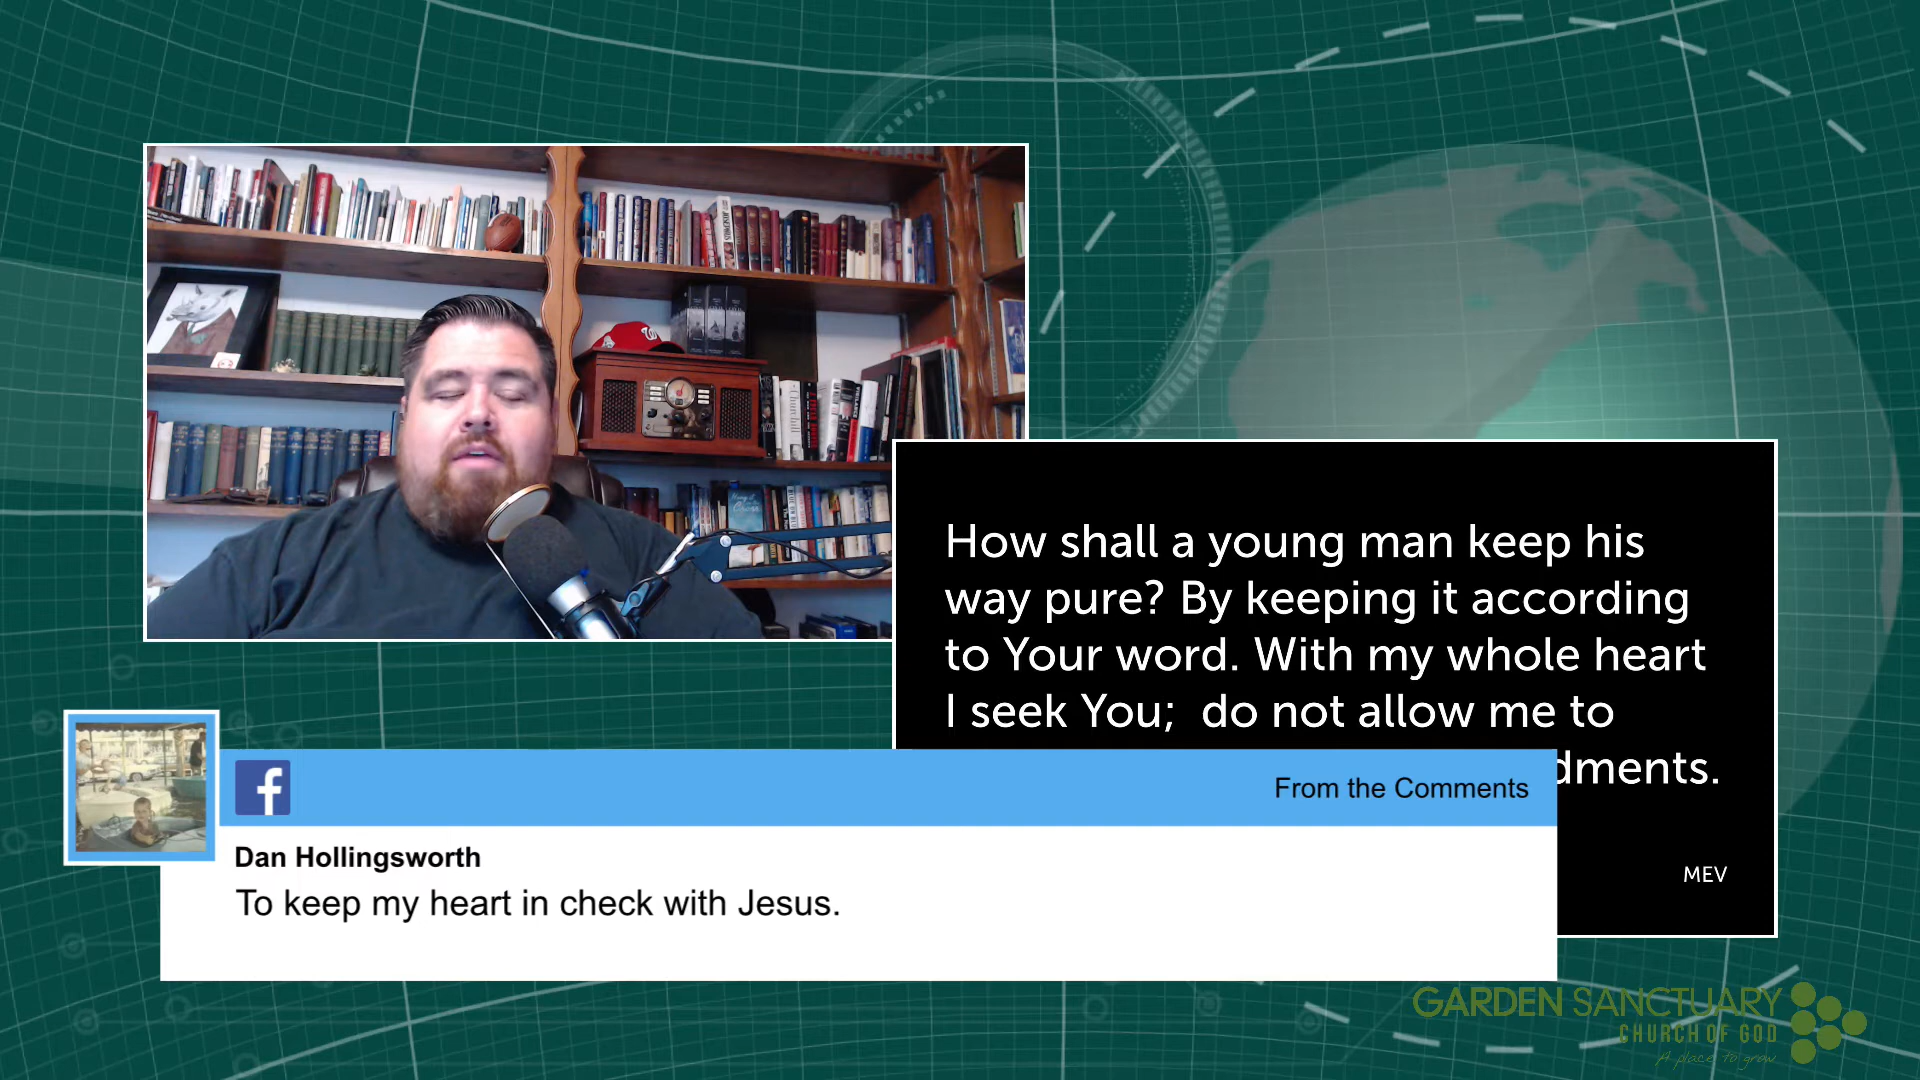 How shall a young man keep his
way pure? By keeping it according
to Your word. With my whole heart
I seek You; do not allow me to
dments.
MEV
From the Comments
Dan Hollingsworth
To keep my heart in check with Jesus.
GARDEN SANCTUARY
CHURCH OF GOD
A place to grow